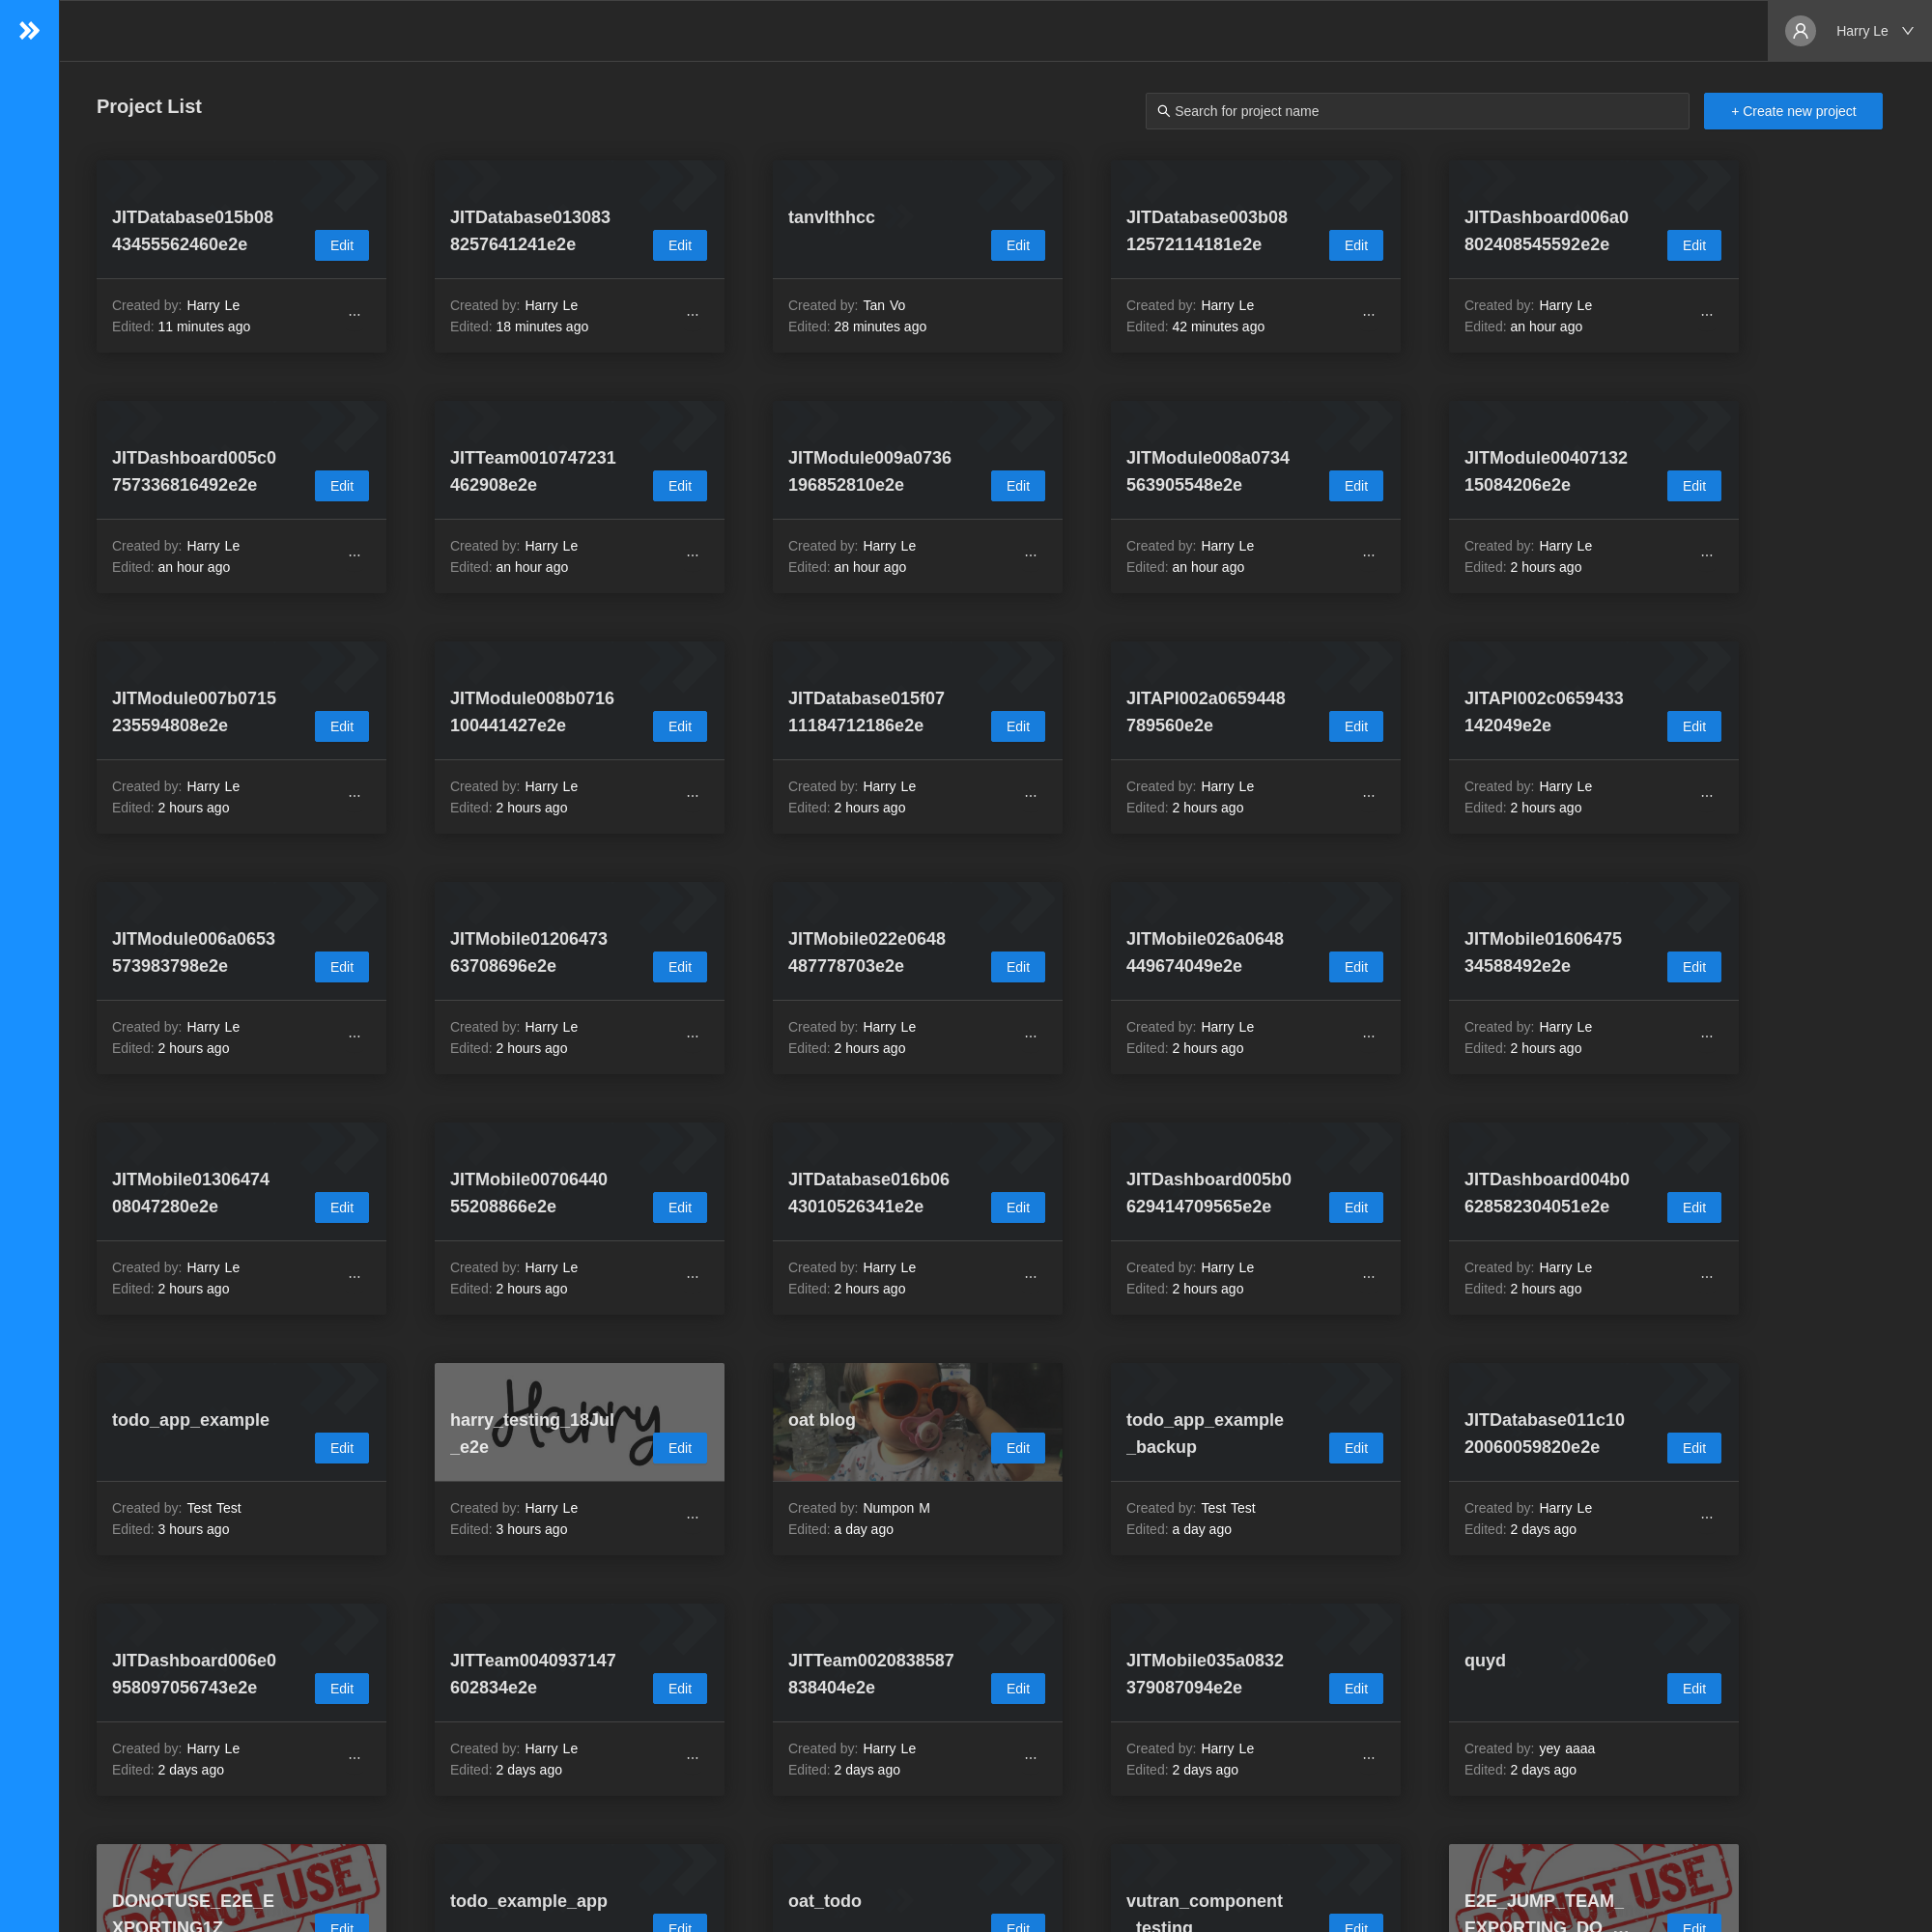 Harry Le
Project List
Search for project name
+ Create new project
JITDatabase015b08
43455562460e2e
Edit
Created by: Harry Le
Edited: 11 minutes ago
...
JITDatabase013083
8257641241e2e
Edit
Created by: Harry Le
Edited: 18 minutes ago
...
tanvlthhcc
Edit
Created by: Tan Vo
Edited: 28 minutes ago
JITDatabase003b08
12572114181e2e
Edit
Created by: Harry Le
Edited: 42 minutes ago
...
JITDashboard006a0
802408545592e2e
Edit
Created by: Harry Le
Edited: an hour ago
...
JITDashboard005c0
757336816492e2e
Edit
Created by: Harry Le
Edited: an hour ago
...
JITTeam0010747231
462908e2e
Edit
Created by: Harry Le
Edited: an hour ago
...
JITModule009a0736
196852810e2e
Edit
Created by: Harry Le
Edited: an hour ago
...
JITModule008a0734
563905548e2e
Edit
Created by: Harry Le
Edited: an hour ago
...
JITModule00407132
15084206e2e
Edit
Created by: Harry Le
Edited: 2 hours ago
...
JITModule007b0715
235594808e2e
Edit
Created by: Harry Le
Edited: 2 hours ago
...
JITModule008b0716
100441427e2e
Edit
Created by: Harry Le
Edited: 2 hours ago
...
JITDatabase015f07
11184712186e2e
Edit
Created by: Harry Le
Edited: 2 hours ago
...
JITAPI002a0659448
789560e2e
Edit
Created by: Harry Le
Edited: 2 hours ago
...
JITAPI002c0659433
142049e2e
Edit
Created by: Harry Le
Edited: 2 hours ago
...
JITModule006a0653
573983798e2e
Edit
Created by: Harry Le
Edited: 2 hours ago
...
JITMobile01206473
63708696e2e
Edit
Created by: Harry Le
Edited: 2 hours ago
...
JITMobile022e0648
487778703e2e
Edit
Created by: Harry Le
Edited: 2 hours ago
...
JITMobile026a0648
449674049e2e
Edit
Created by: Harry Le
Edited: 2 hours ago
...
JITMobile01606475
34588492e2e
Edit
Created by: Harry Le
Edited: 2 hours ago
...
JITMobile01306474
08047280e2e
Edit
Created by: Harry Le
Edited: 2 hours ago
...
JITMobile00706440
55208866e2e
Edit
Created by: Harry Le
Edited: 2 hours ago
...
JITDatabase016b06
43010526341e2e
Edit
Created by: Harry Le
Edited: 2 hours ago
...
JITDashboard005b0
629414709565e2e
Edit
Created by: Harry Le
Edited: 2 hours ago
...
JITDashboard004b0
628582304051e2e
Edit
Created by: Harry Le
Edited: 2 hours ago
...
todo_app_example
Edit
Created by: Test Test
Edited: 3 hours ago
Harry
harry_testing_18Jul
_e2e
Edit
Created by: Harry Le
Edited: 3 hours ago
...
oat blog
Edit
Created by: Numpon M
Edited: a day ago
todo_app_example
_backup
Edit
Created by: Test Test
Edited: a day ago
JITDatabase011c10
20060059820e2e
Edit
Created by: Harry Le
Edited: 2 days ago
...
JITDashboard006e0
958097056743e2e
Edit
Created by: Harry Le
Edited: 2 days ago
...
JITTeam0040937147
602834e2e
Edit
Created by: Harry Le
Edited: 2 days ago
...
JITTeam0020838587
838404e2e
Edit
Created by: Harry Le
Edited: 2 days ago
...
JITMobile035a0832
379087094e2e
Edit
Created by: Harry Le
Edited: 2 days ago
...
quyd
Edit
Created by: yey aaaa
Edited: 2 days ago
DO NOT USE
DONOTUSE_E2E_E
XPORTING17
Edit
todo_example_app
Edit
oat_todo
Edit
vutran_component
_testing
Edit
DO NOT USE
E2E_JUMP_TEAM_
EXPORTING_DO_...
Edit